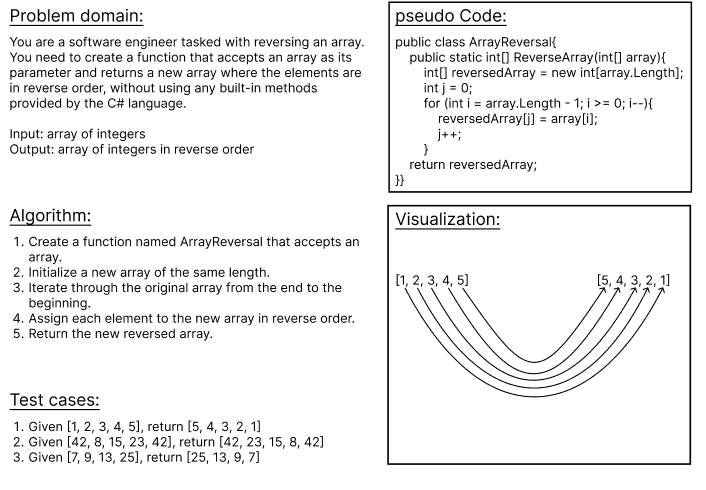 Problem domain:
You are a software engineer tasked with reversing an array.
You need to create a function that accepts an array as its
parameter and returns a new array where the elements are
in reverse order, without using any built-in methods
provided by the C# language.
Input: array of integers
Output: array of integers in reverse order
Algorithm:
1. Create a function named ArrayReversal that accepts an
array.
2. Initialize a new array of the same length.
3. Iterate through the original array from the end to the
beginning.
4. Assign each element to the new array in reverse order.
5. Return the new reversed array.
Test cases:
1. Given [1, 2, 3, 4, 5], return [5, 4, 3, 2, 1]
2. Given [42, 8, 15, 23, 42], return [42, 23, 15, 8, 42]
3. Given [7, 9, 13, 25], return [25, 13, 9, 7]
pseudo Code:
public class ArrayReversal{
public static int[] ReverseArray(int[] array){
int[] reversedArray = new int[array.Length];
int j = 0;
for (int i = array.Length - 1; i >= 0; i--){
reversedArray[j] = array[i];
j++;
}
return reversedArray;
}}
Visualization:
[1, 2, 3, 4, 5] [5, 4, 3, 2, 1]